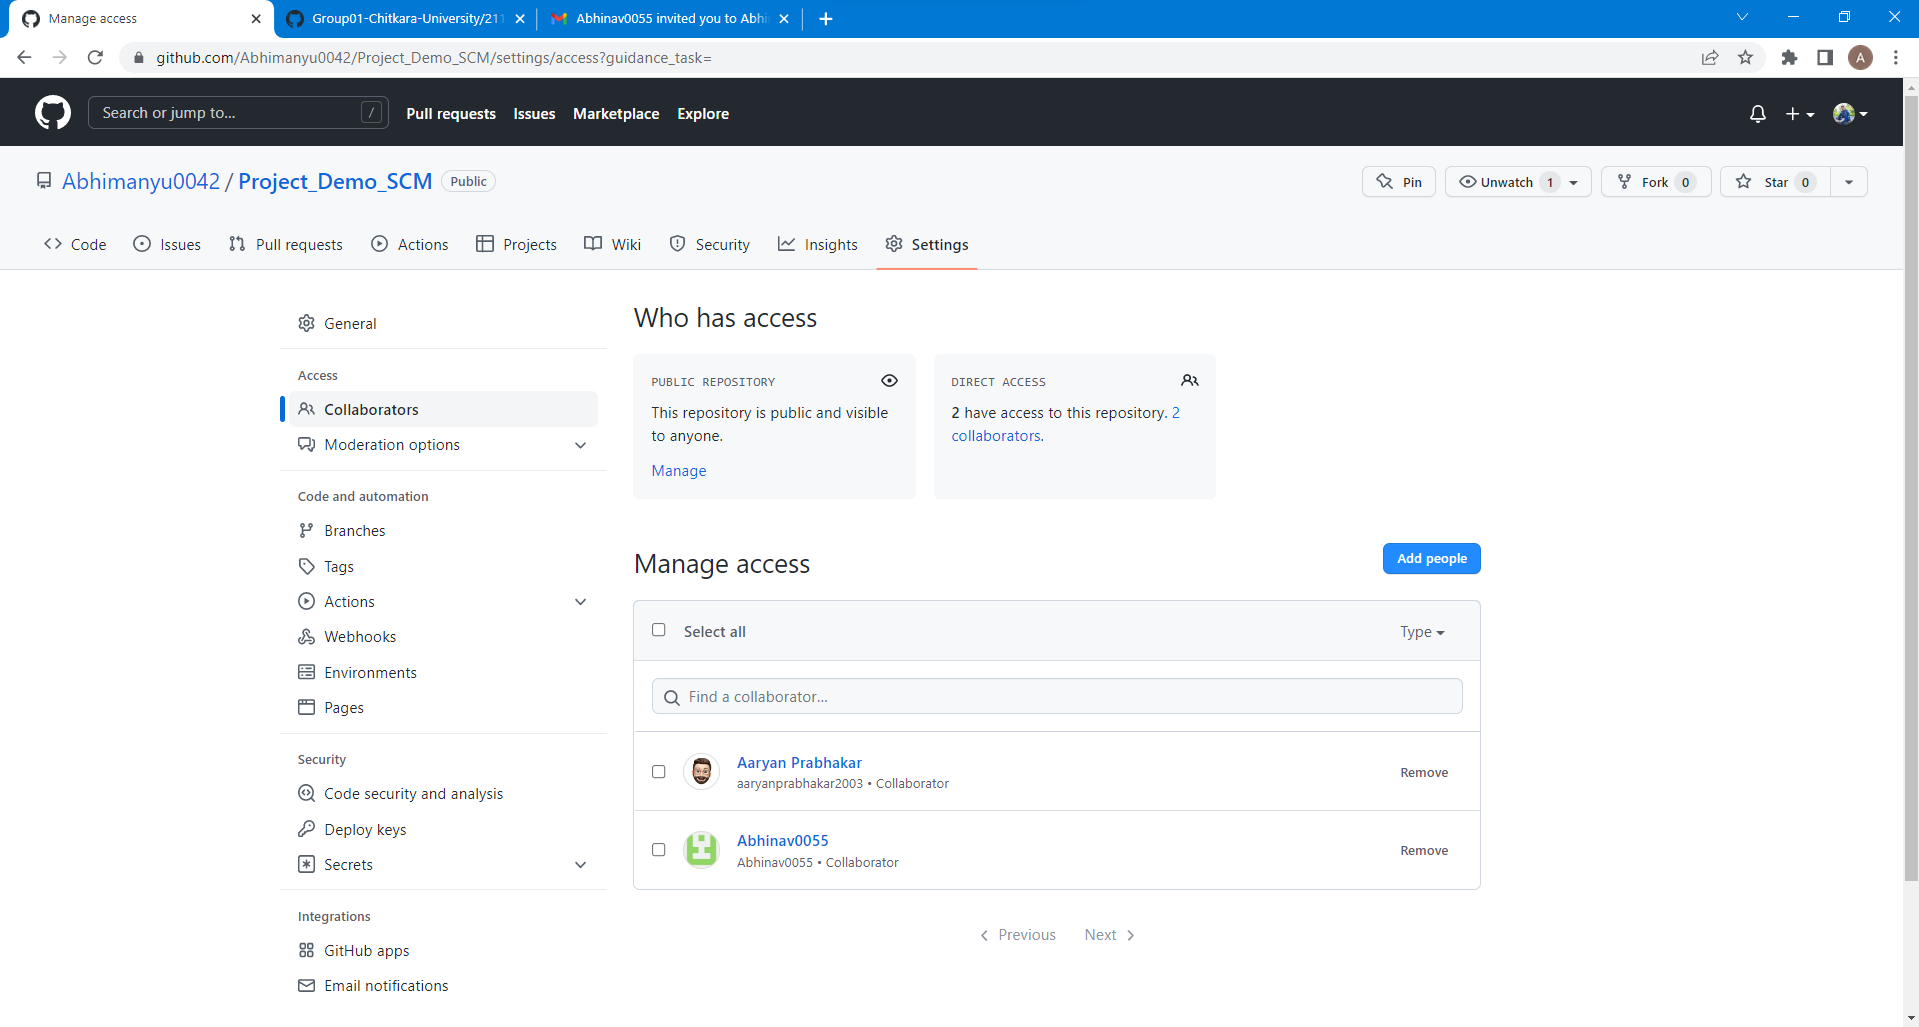 Manage access
Group01-Chitkara-University/211
Abhinav0055 invited you to Abhi
github.com/Abhimanyu0042/Project_Demo_SCM/settings/access?guidance_task=
A
Search or jump to...
/
Pull requests
Issues
Marketplace
Explore
Abhimanyu0042 / Project_Demo_SCM
Public
Pin
Unwatch 1
Fork 0
Star 0
Code
Issues
Pull requests
Actions
Projects
Wiki
Security
Insights
Settings
General
Access
Collaborators
Moderation options
Code and automation
Branches
Tags
Actions
Webhooks
Environments
Pages
Security
Code security and analysis
Deploy keys
Secrets
Integrations
GitHub apps
Email notifications
Who has access
PUBLIC REPOSITORY
This repository is public and visible
to anyone.
Manage
DIRECT ACCESS
2 have access to this repository. 2
collaborators.
Manage access
Add people
Select all
Type
Find a collaborator...
Aaryan Prabhakar
aaryanprabhakar2003 • Collaborator
Remove
Abhinav0055
Abhinav0055 • Collaborator
Remove
Previous
Next